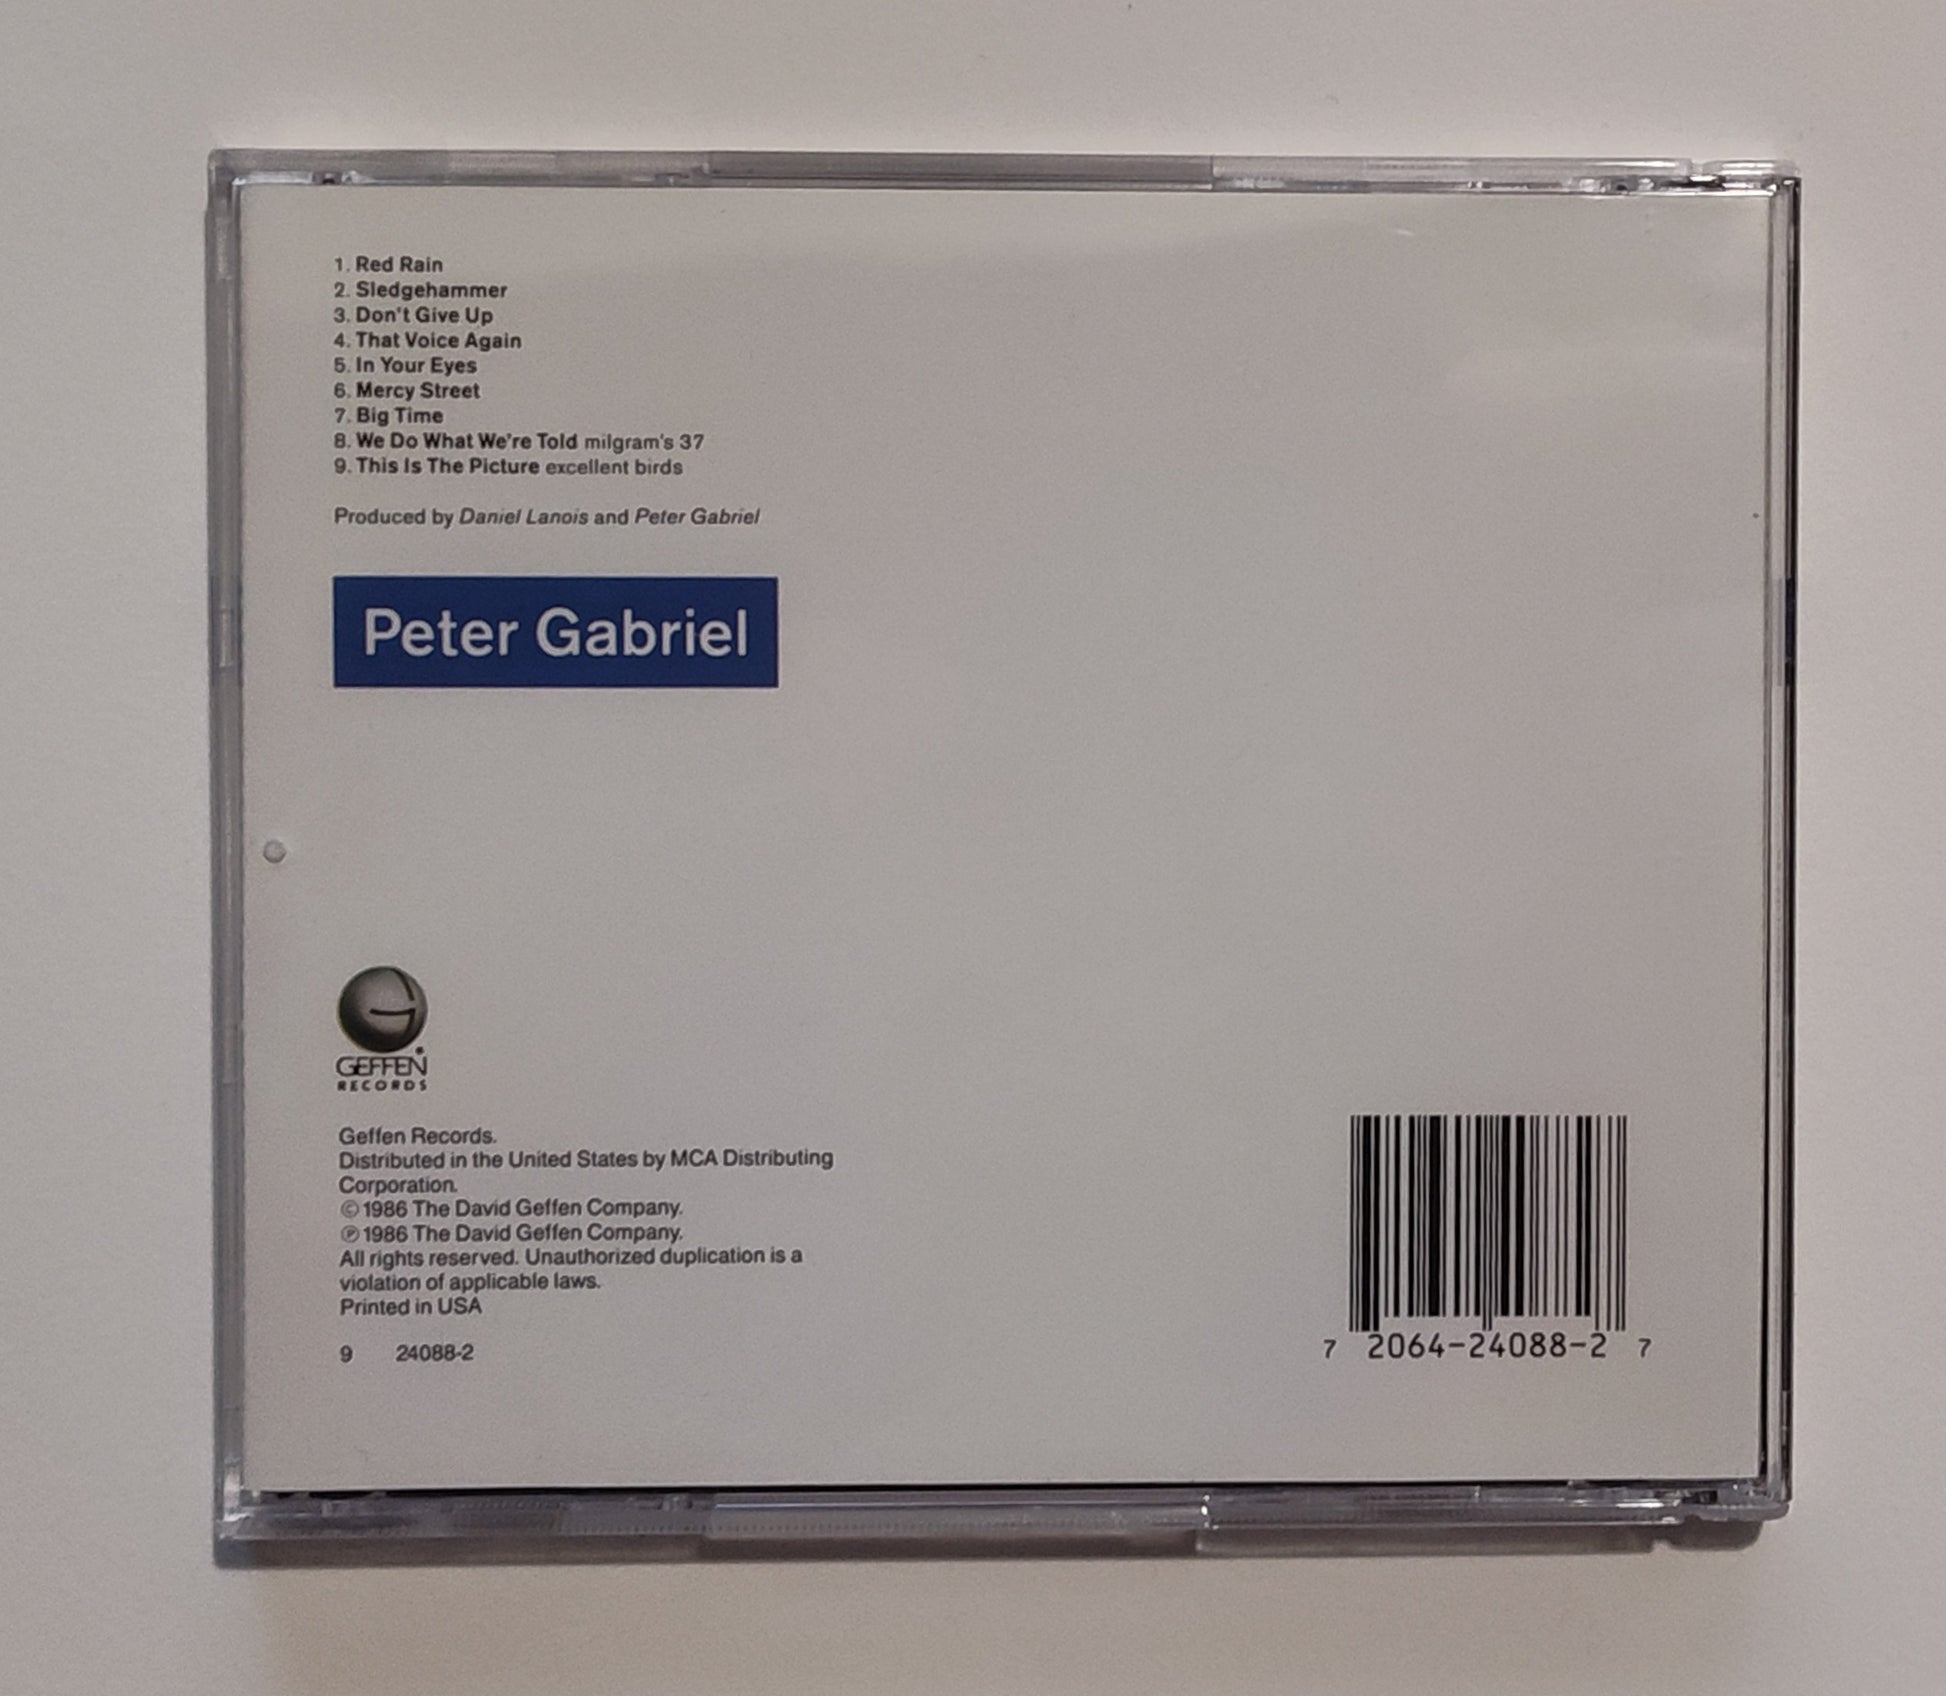 1. Red Rain
2. Sledgehammer
3. Don't Give Up
4. That Voice Again
5. In Your Eyes
6. Mercy Street
7. Big Time
8. We Do What We're Told milgram's 37
9. This Is The Picture excellent birds
Produced by Daniel Lanois and Peter Gabriel
Peter Gabriel
GEFFEN
RECORDS
Geffen Records.
Distributed in the United States by MCA Distributing
Corporation.
©1986 The David Geffen Company.
℗1986 The David Geffen Company.
All rights reserved. Unauthorized duplication is a
violation of applicable laws.
Printed in USA
9 24088-2
7 2064-24088-2 7